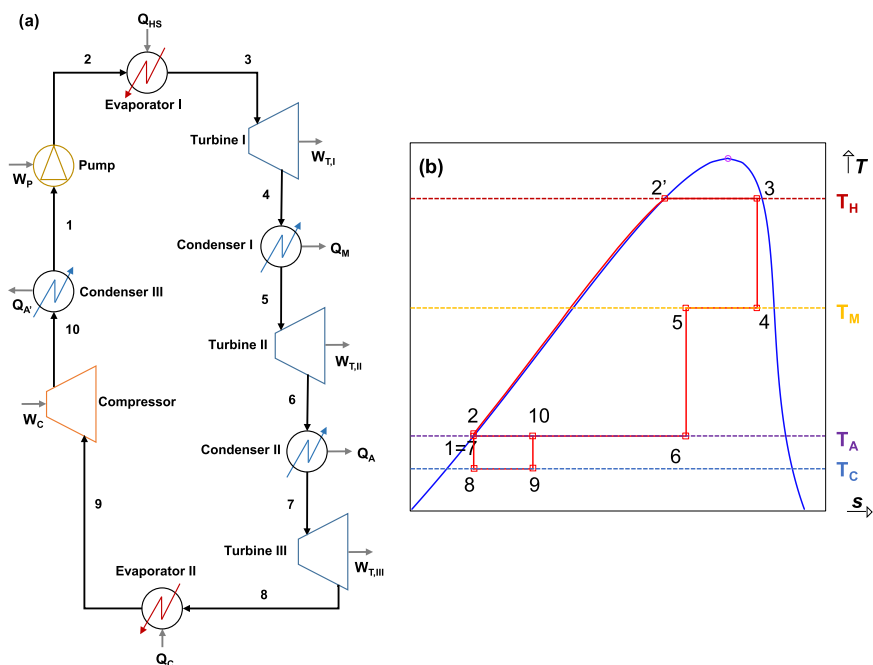 (a)
Q_HS
2
3
Evaporator I
Turbine I
W_T,I
Pump
W_P
4
1
Condenser I
Q_M
Condenser III
Q_A'
5
10
Turbine II
W_T,II
Compressor
W_C
6
Condenser II
Q_A
9
7
Turbine III
W_T,III
Evaporator II
8
Q_C
(b)
T
2’
3
T_H
T_M
5
4
2
10
T_A
1=7
6
T_C
8
9
s